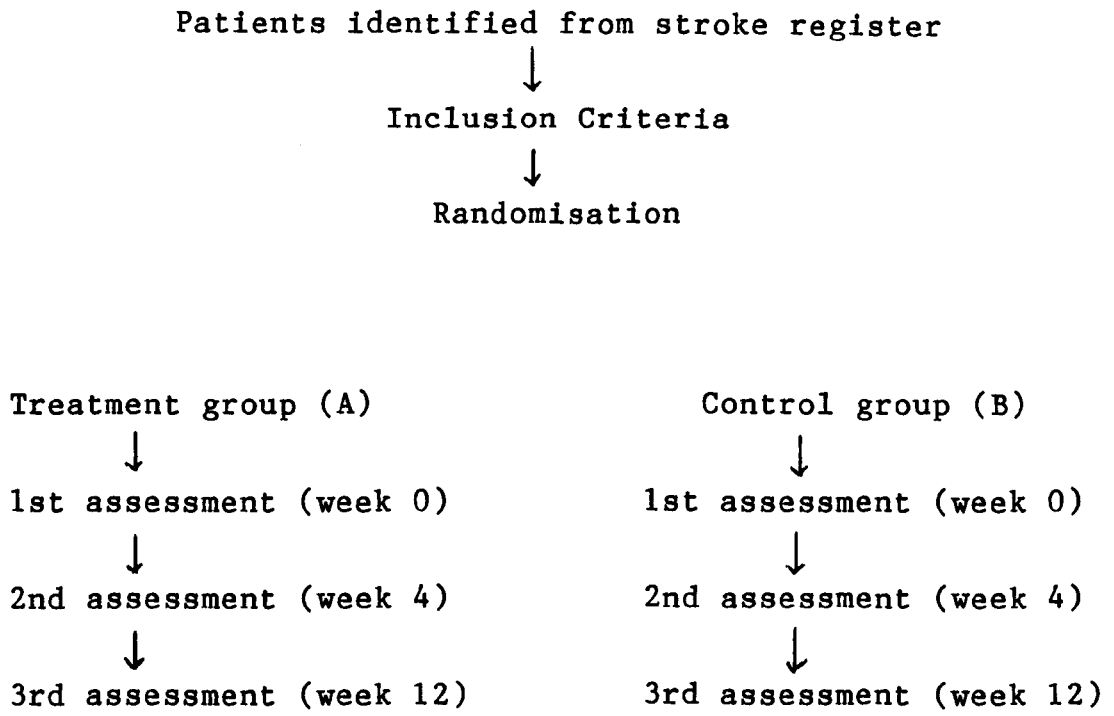 Patients identified from stroke register
Inclusion Criteria
Randomisation
Treatment group (A)
1st assessment (week 0)
2nd assessment (week 4)
3rd assessment (week 12)
Control group (B)
1st assessment (week 0)
2nd assessment (week 4)
3rd assessment (week 12)